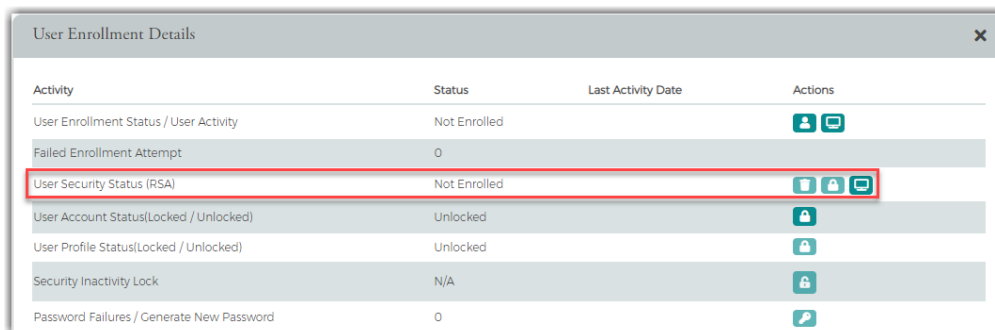 User Enrollment Details
Activity Status Last Activity Date Actions
User Enrollment Status / User Activity Not Enrolled
Failed Enrollment Attempt 0
User Security Status (RSA) Not Enrolled
User Account Status(Locked / Unlocked) Unlocked
User Profile Status(Locked / Unlocked) Unlocked
Security Inactivity Lock N/A
Password Failures / Generate New Password 0